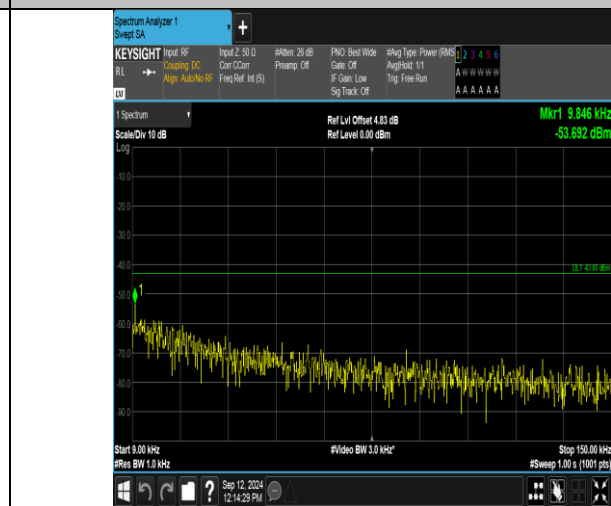 Spectrum Analyzer 1
Swept SA
+
KEYSIGHT Input: RF Input Z: 50 Ω #Atten: 26 dB PNO: Best Wide #Avg Type: Power (RMS 1 2 3 4 5 6
RL Coupling: DC Corr CCorr Preamp: Off Gate: Off Avg|Hold: 1/1 A W W W W W
Align: Auto/No RF Freq Ref: Int (S) IF Gain: Low Trig: Free Run
Sig Track: Off A A A A A A
LXI
1 Spectrum Ref Lvl Offset 4.83 dB Mkr1 9.846 kHz
Scale/Div 10 dB Ref Level 0.00 dBm -53.692 dBm
Log
-10.0
-20.0
-30.0
-40.0
DL1 -43.00 dBm
-50.0
1
-60.0
-70.0
-80.0
-90.0
Start 9.00 kHz #Video BW 3.0 kHz* Stop 150.00 kHz
#Res BW 1.0 kHz #Sweep 1.00 s (1001 pts)
? Sep 12, 2024
12:14:29 PM